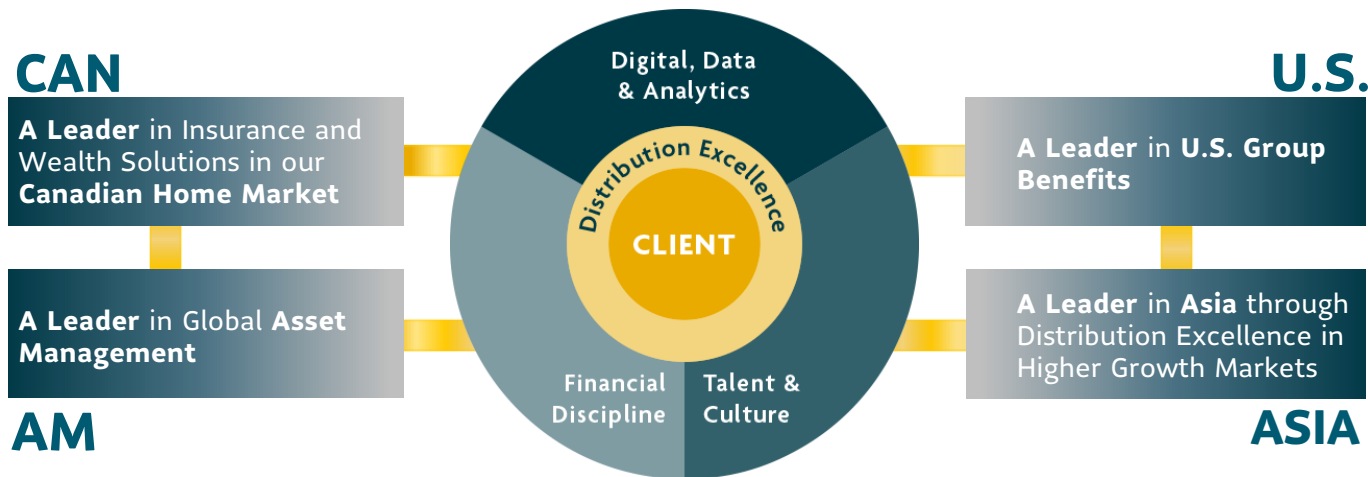 CAN
A Leader in Insurance and
Wealth Solutions in our
Canadian Home Market
A Leader in Global Asset
Management
AM
Digital, Data
& Analytics
Distribution Excellence
CLIENT
Financial
Discipline
Talent &
Culture
U.S.
A Leader in U.S. Group
Benefits
A Leader in Asia through
Distribution Excellence in
Higher Growth Markets
ASIA